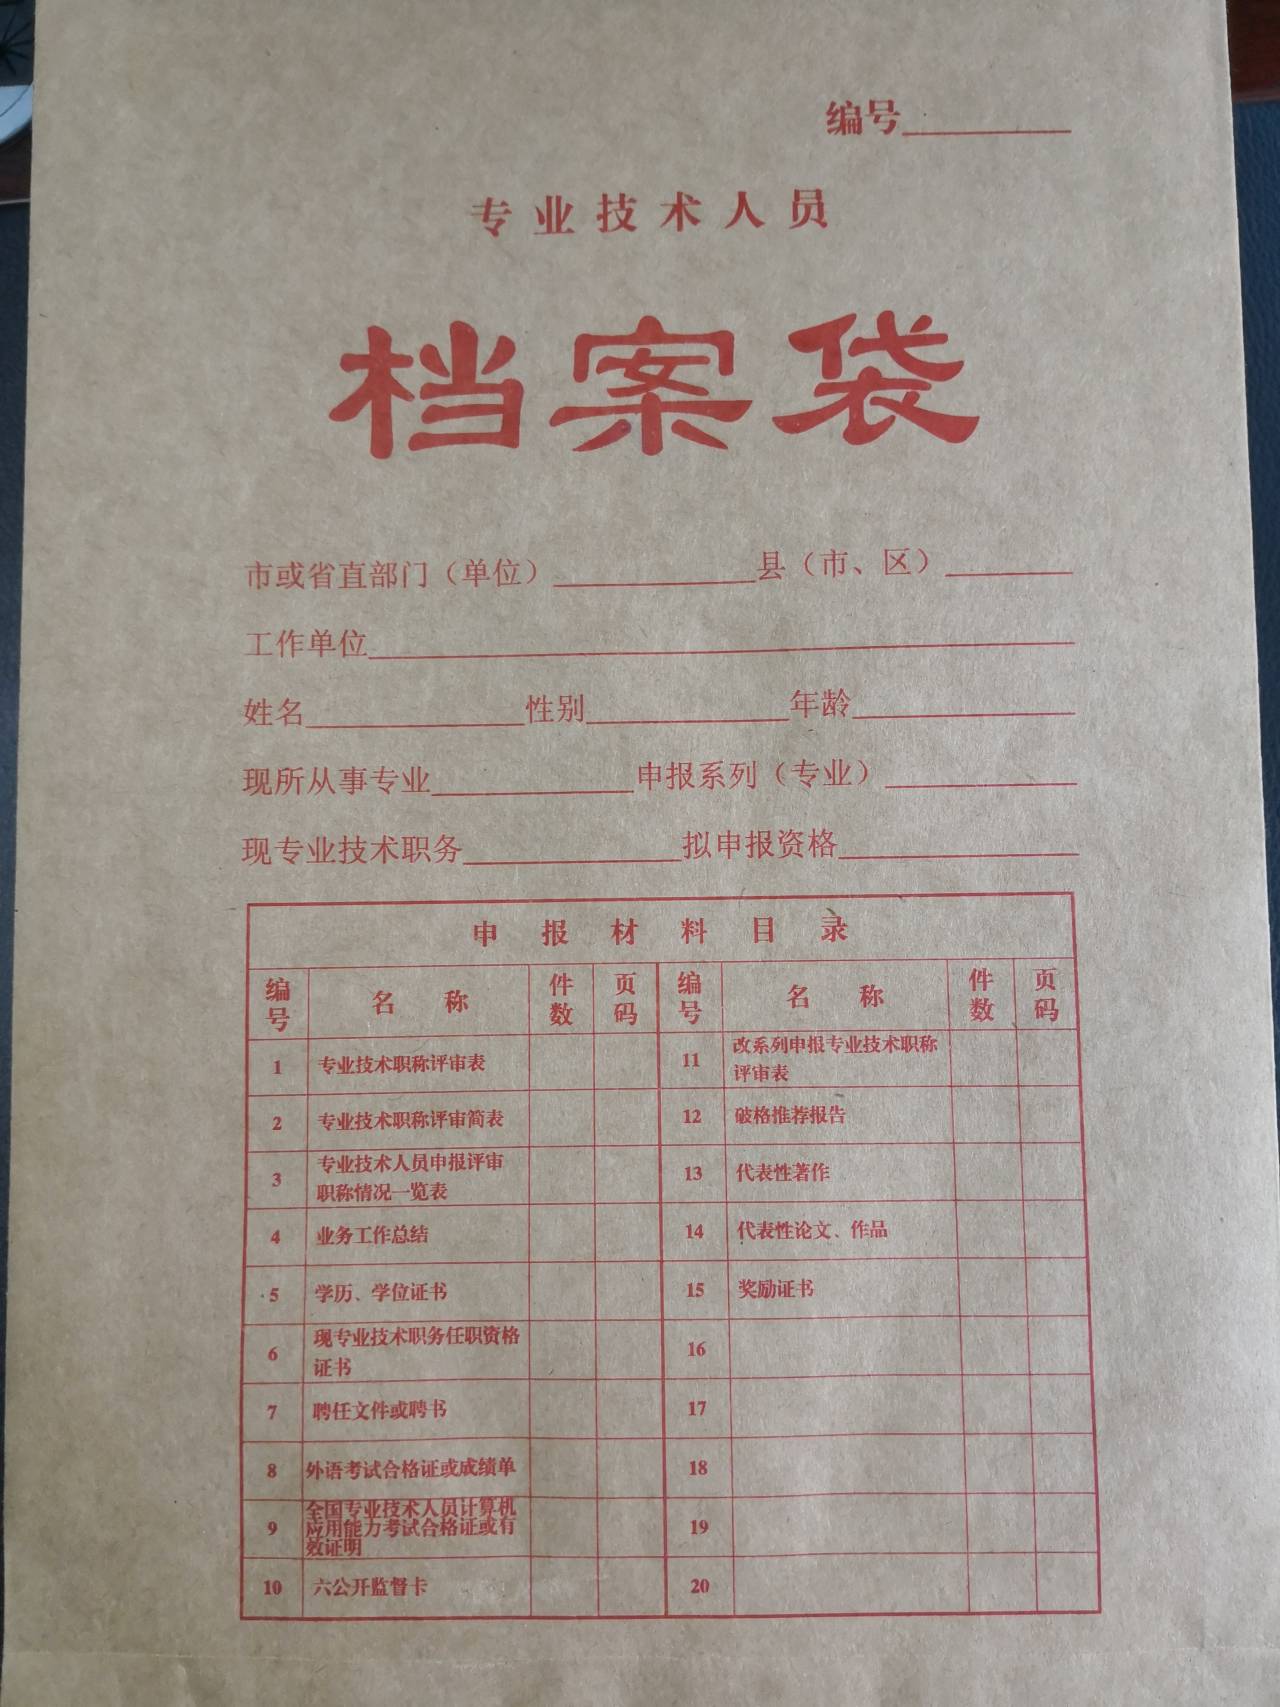 编号
专业技术人员
档案袋
市或省直部门（单位）县（市、区）
工作单位
姓名 性别 年龄
现所从事专业 申报系列（专业）
现专业技术职务 拟申报资格
申报材料目录
编号 名称 件数 页码 编号 名称 件数 页码
1 专业技术职称评审表 11 改系列申报专业技术职称评审表
2 专业技术职称评审简表 12 破格推荐报告
3 专业技术人员申报评审职称情况一览表 13 代表性著作
4 业务工作总结 14 代表性论文、作品
5 学历、学位证书 15 奖励证书
6 现专业技术职务任职资格证书 16
7 聘任文件或聘书 17
8 外语考试合格证或成绩单 18
9 全国专业技术人员计算机应用能力考试合格证或有效证明 19
10 六公开监督卡 20